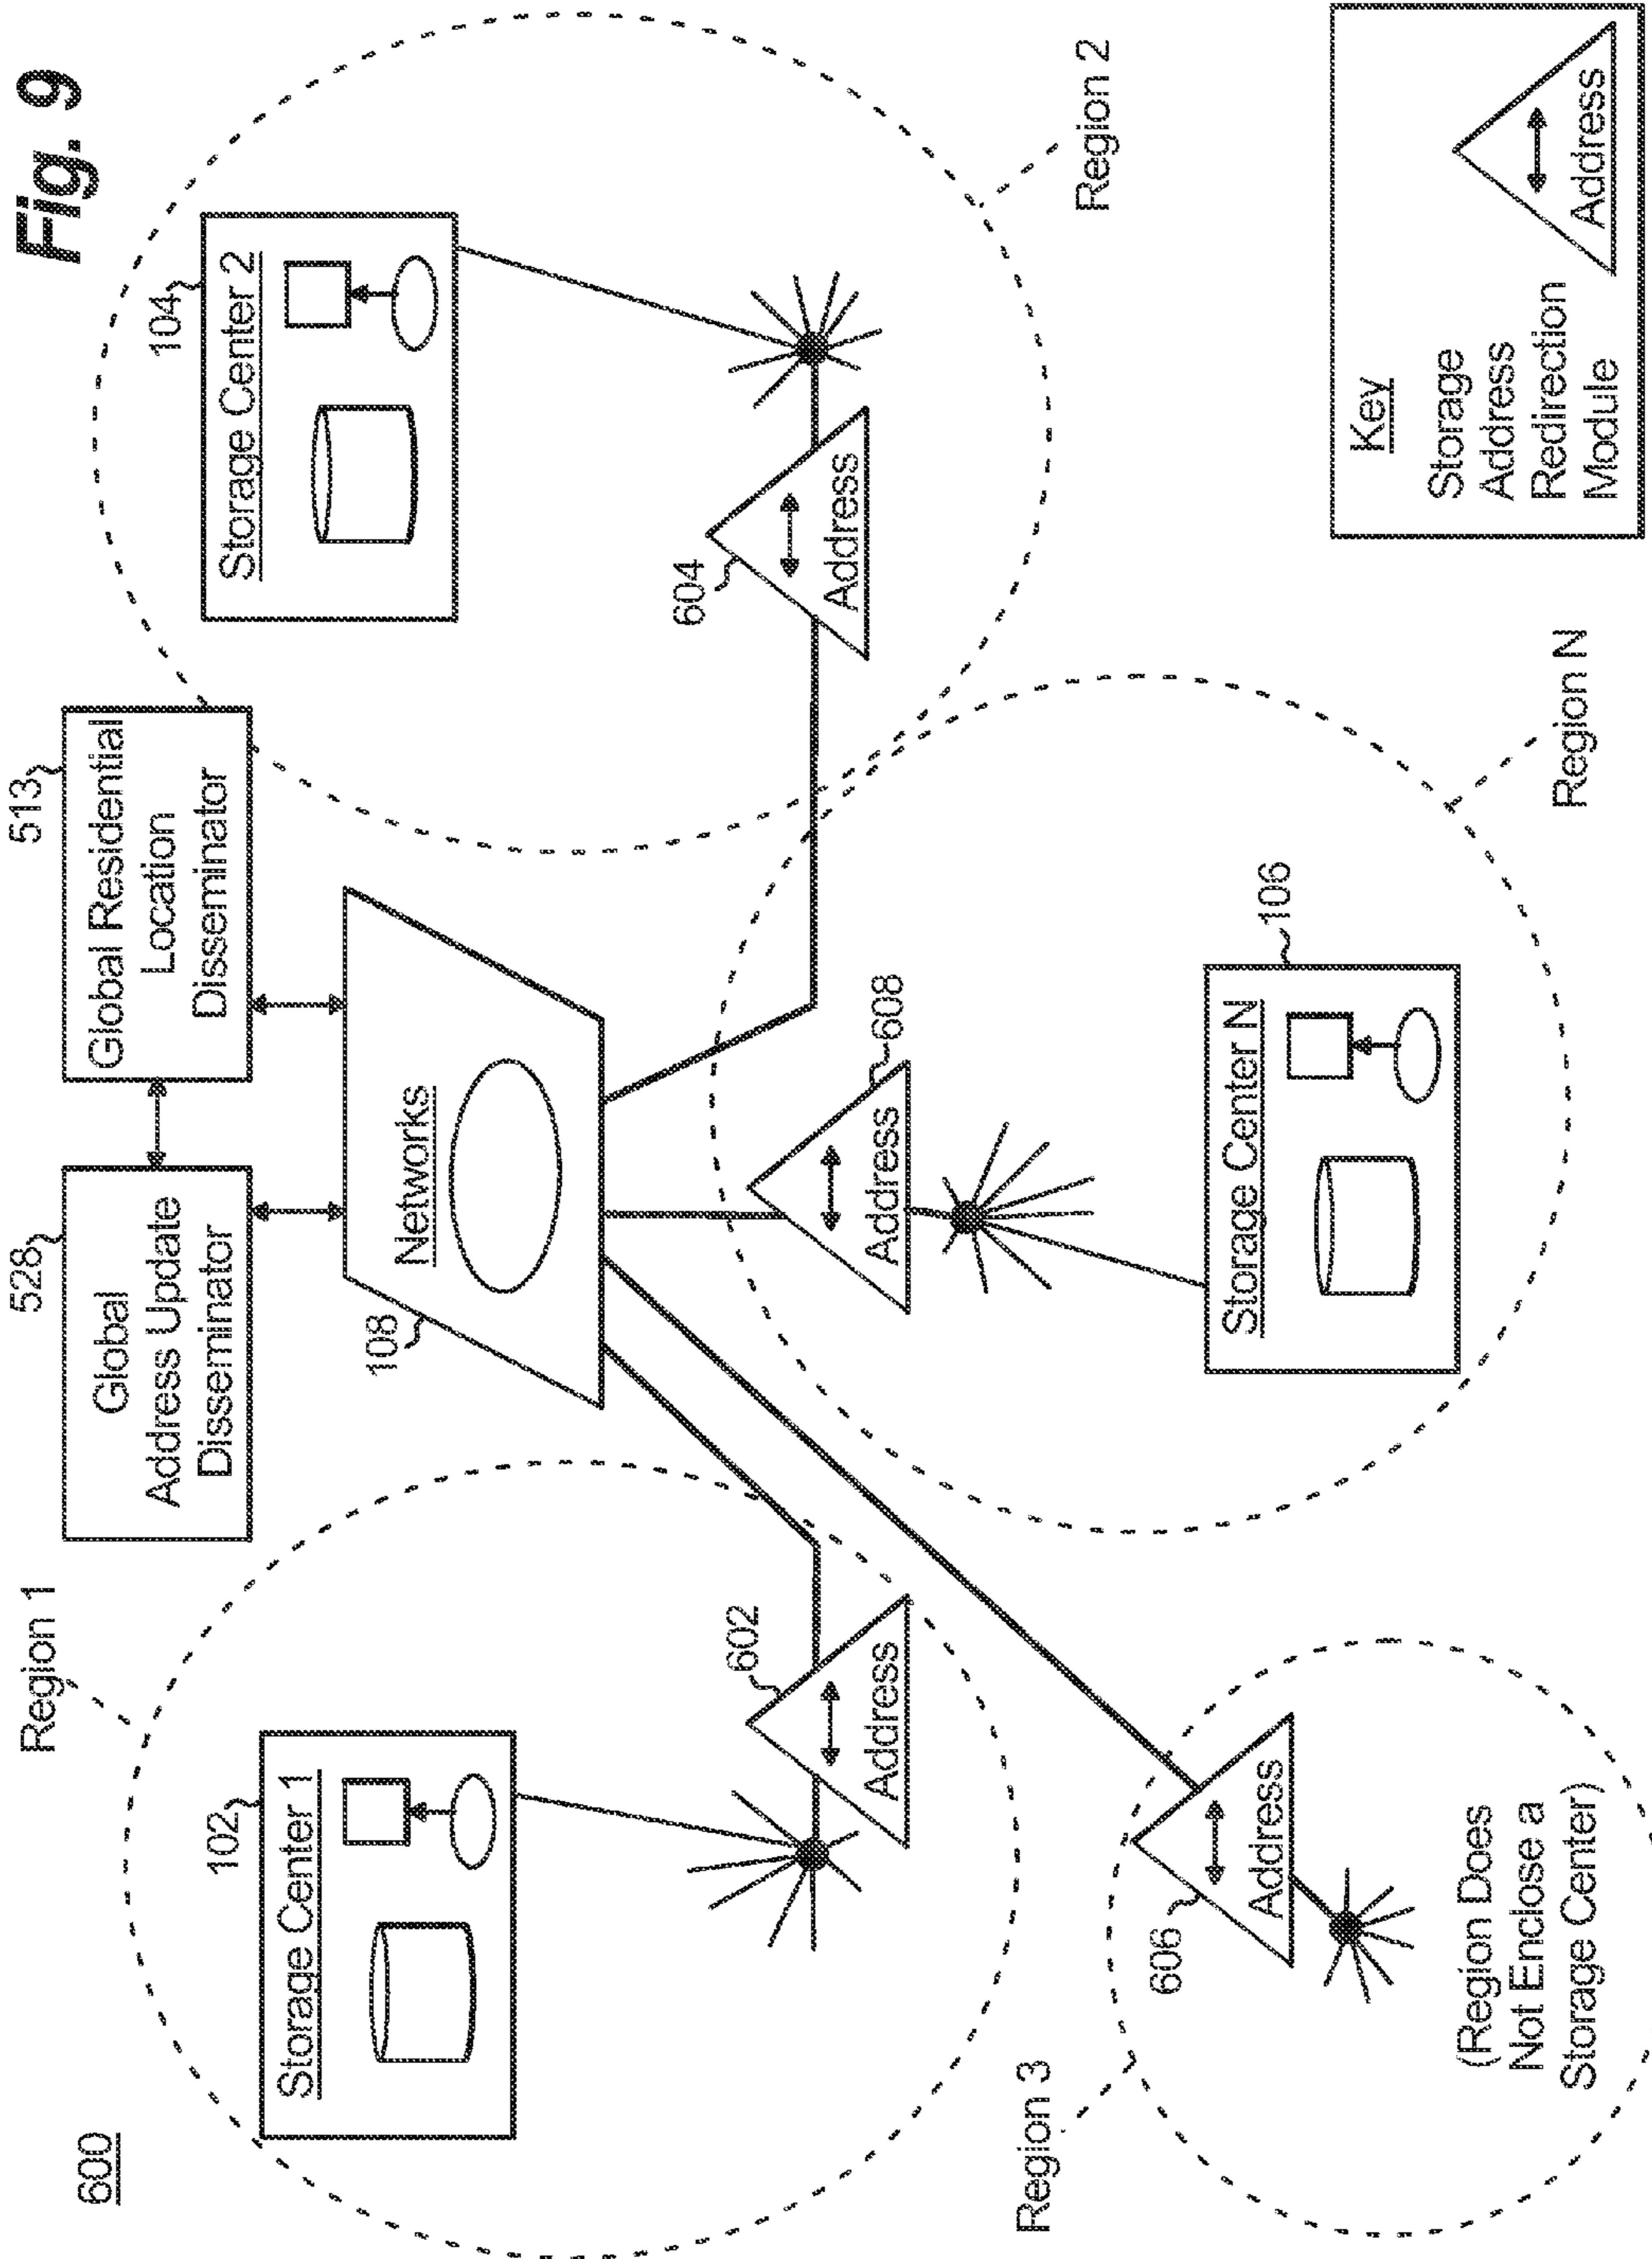 Fig. 9
600
Region 1
102
Storage Center 1
602
Address
528
Global
Address Update
Disseminator
513
Global Residential
Location
Disseminator
108
Networks
104
Storage Center 2
604
Address
Region 2
Region 3
606
Address
(Region Does
Not Enclose a
Storage Center)
608
Address
106
Storage Center N
Region N
Key
Storage
Address
Redirection
Module
Address